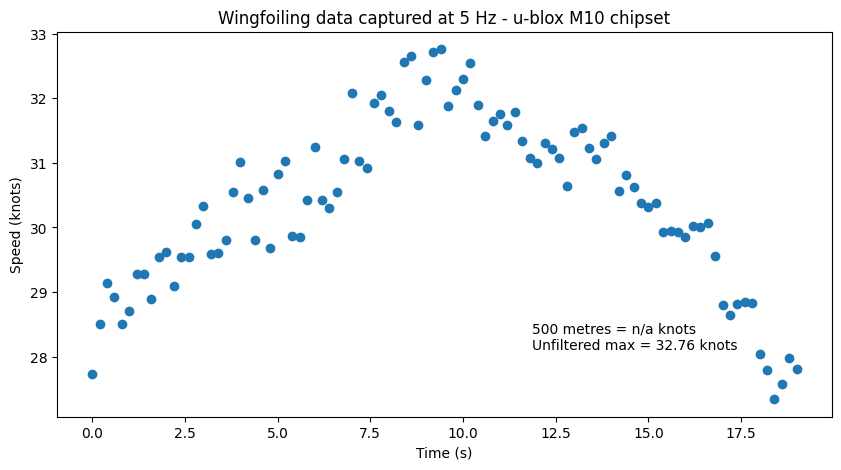 Wingfoiling data captured at 5 Hz - u-blox M10 chipset
33
32
31
30
29
28
Speed (knots)
500 metres = n/a knots
Unfiltered max = 32.76 knots
0.0
2.5
5.0
7.5
10.0
12.5
15.0
17.5
Time (s)